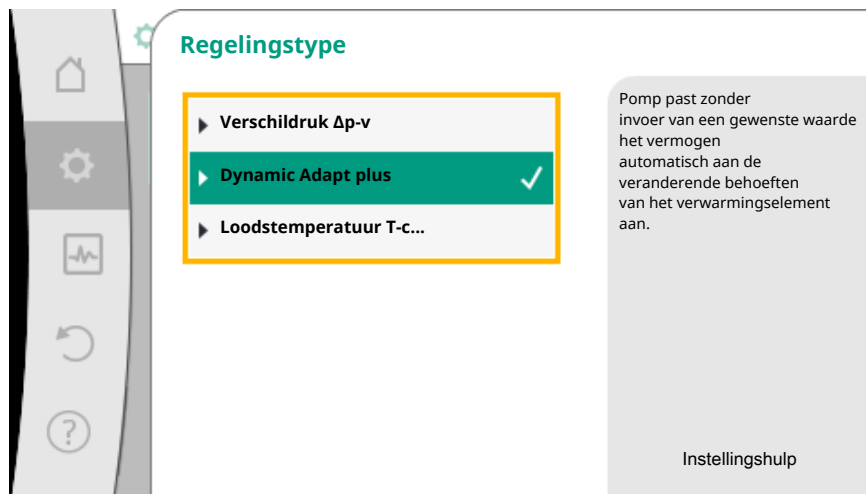 Regelingstype
Verschildruk Δp-v
Dynamic Adapt plus
Loodstemperatuur T-c...
Pomp past zonder
invoer van een gewenste waarde
het vermogen
automatisch aan de
veranderende behoeften
van het verwarmingselement
aan.
Instellingshulp
?